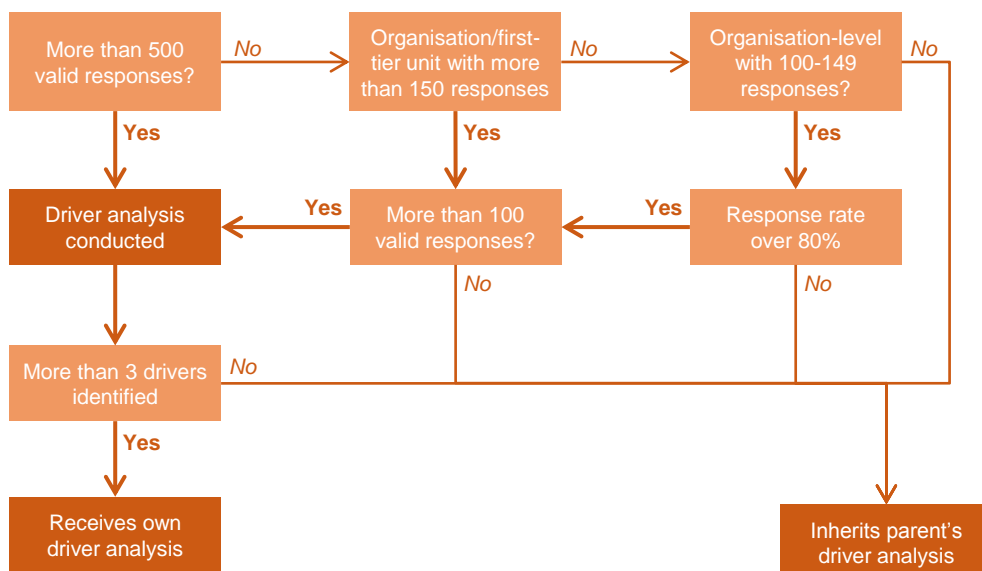 More than 500
valid responses?
No
Organisation/first-
tier unit with more
than 150 responses
No
Organisation-level
with 100-149
responses?
No
Yes
Yes
Yes
Driver analysis
conducted
Yes
More than 100
valid responses?
Yes
Response rate
over 80%
No
No
More than 3 drivers
identified
No
Yes
Receives own
driver analysis
Inherits parent’s
driver analysis